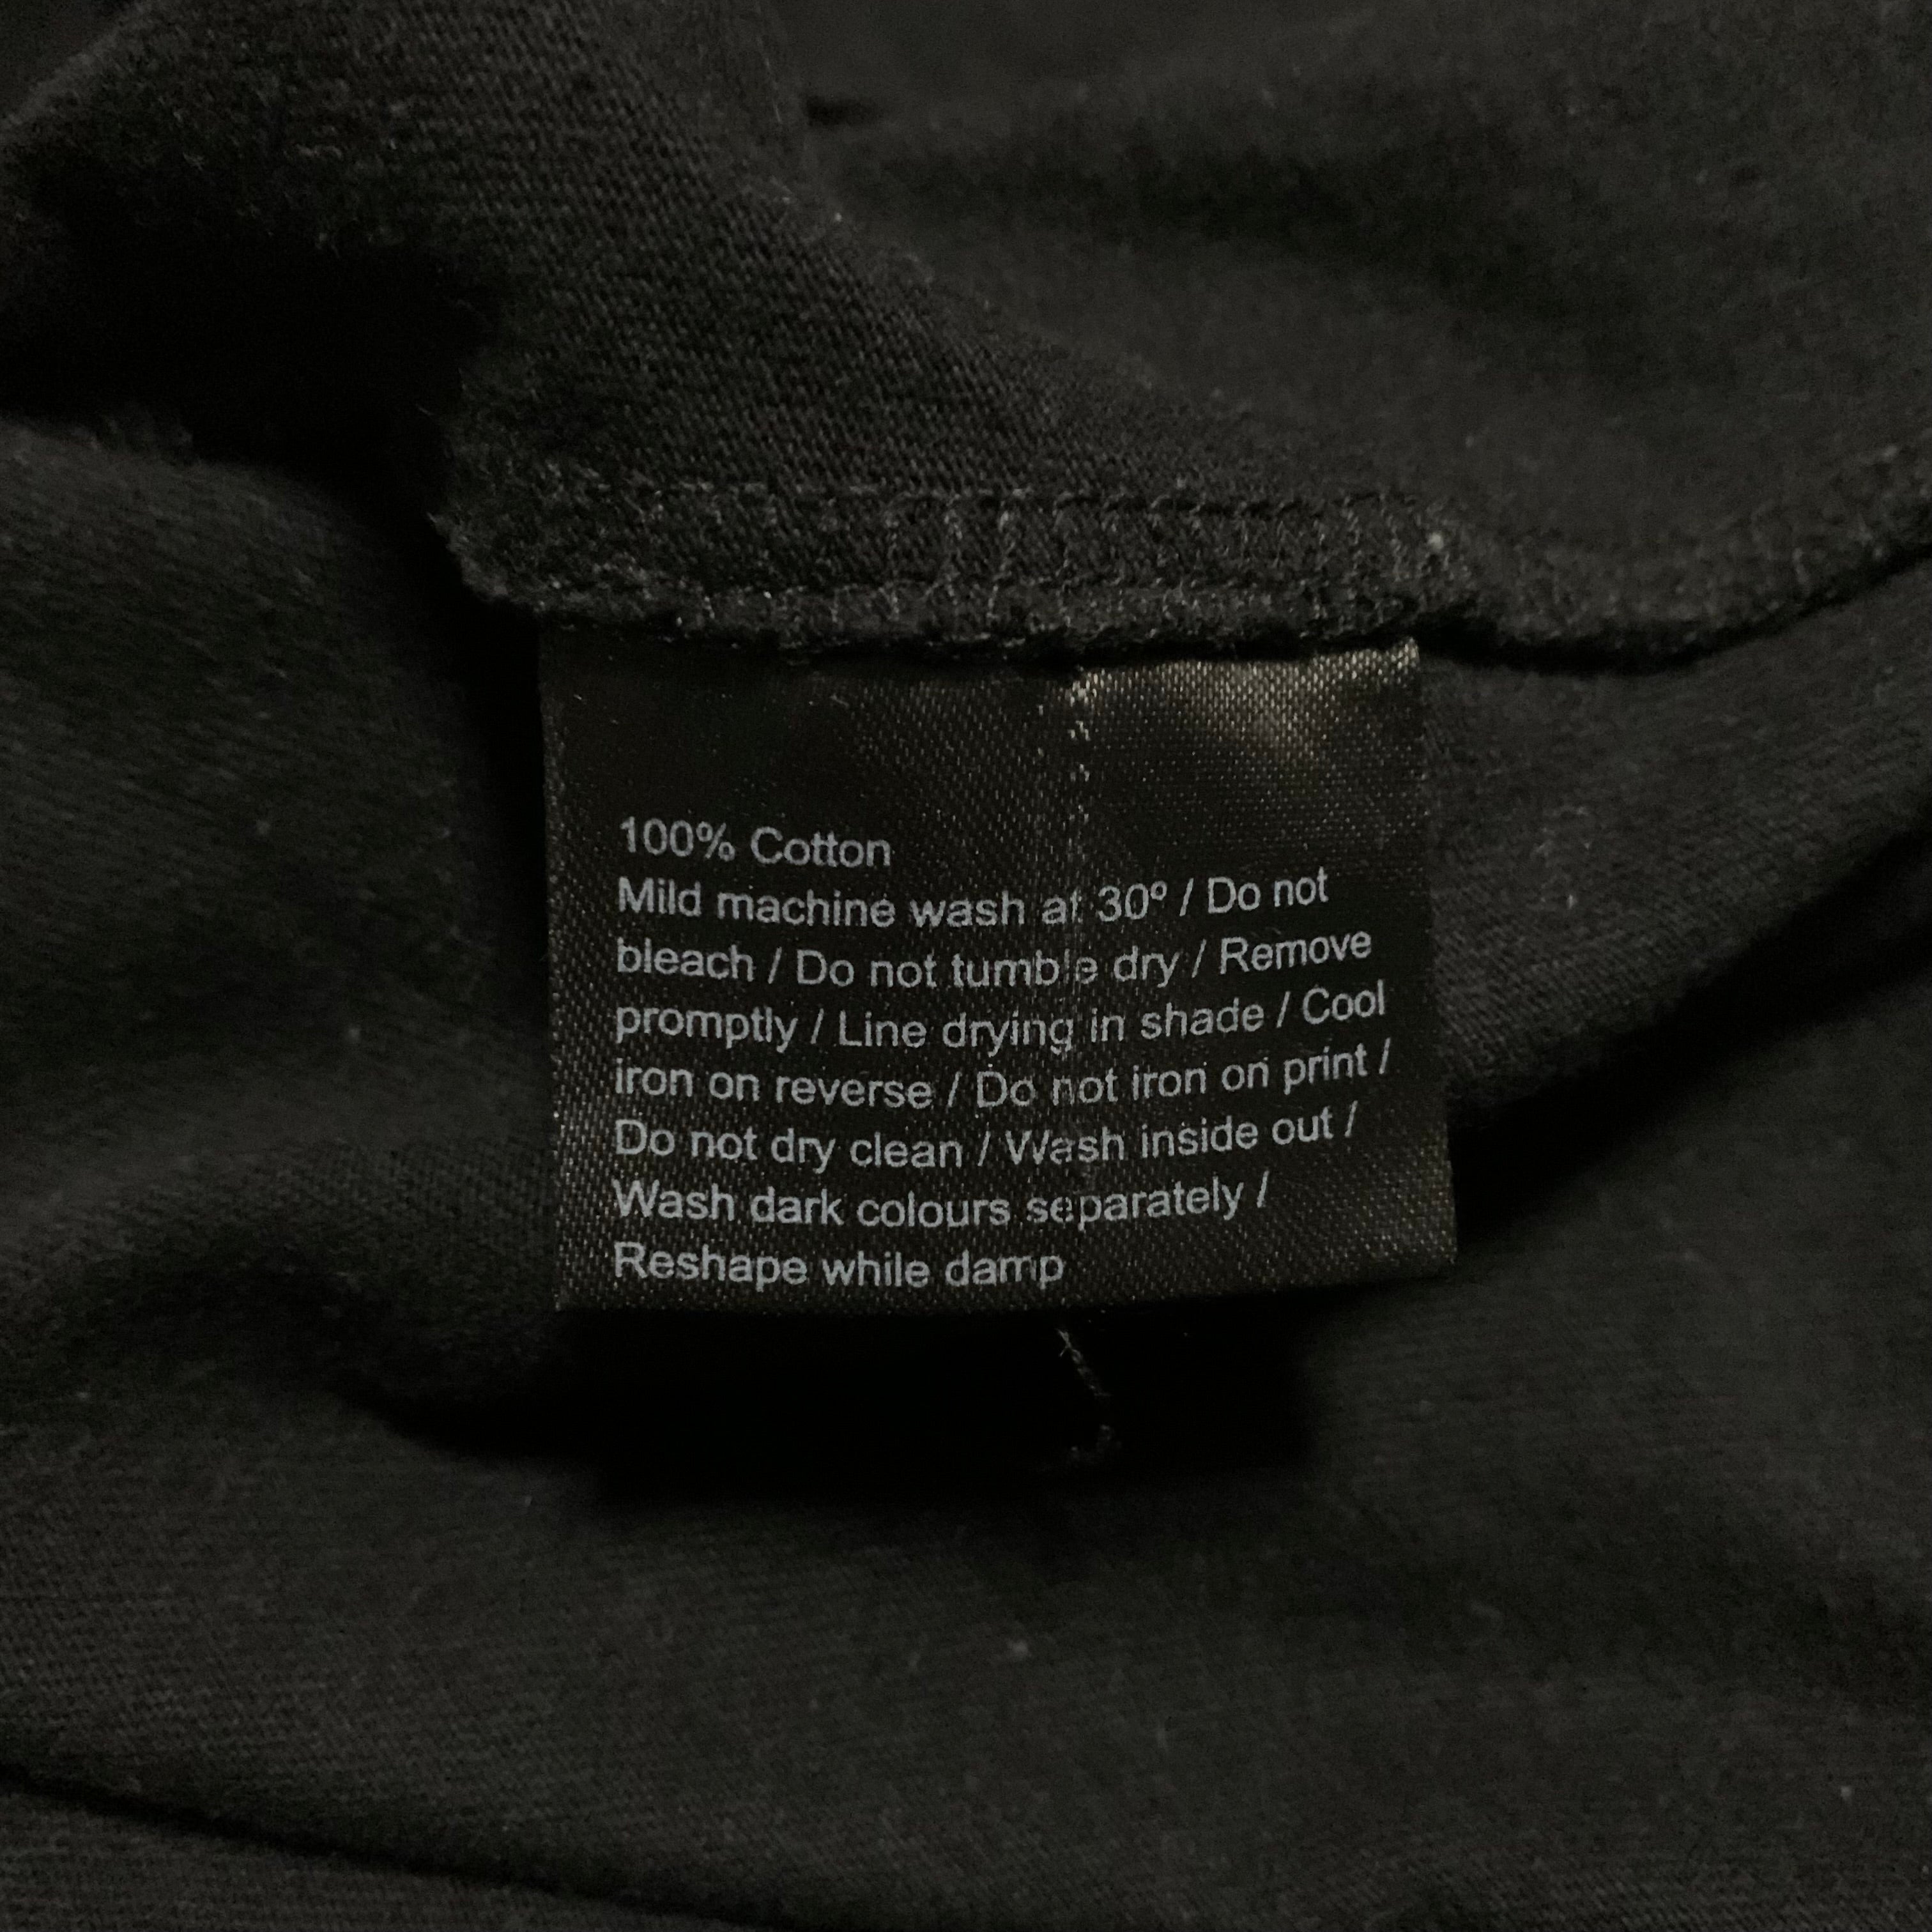 100% Cotton
Mild machine wash at 30º / Do not
bleach / Do not tumble dry / Remove
promptly / Line drying in shade / Cool
iron on reverse / Do not iron on print /
Do not dry clean / Wash inside out /
Wash dark colours separately /
Reshape while damp